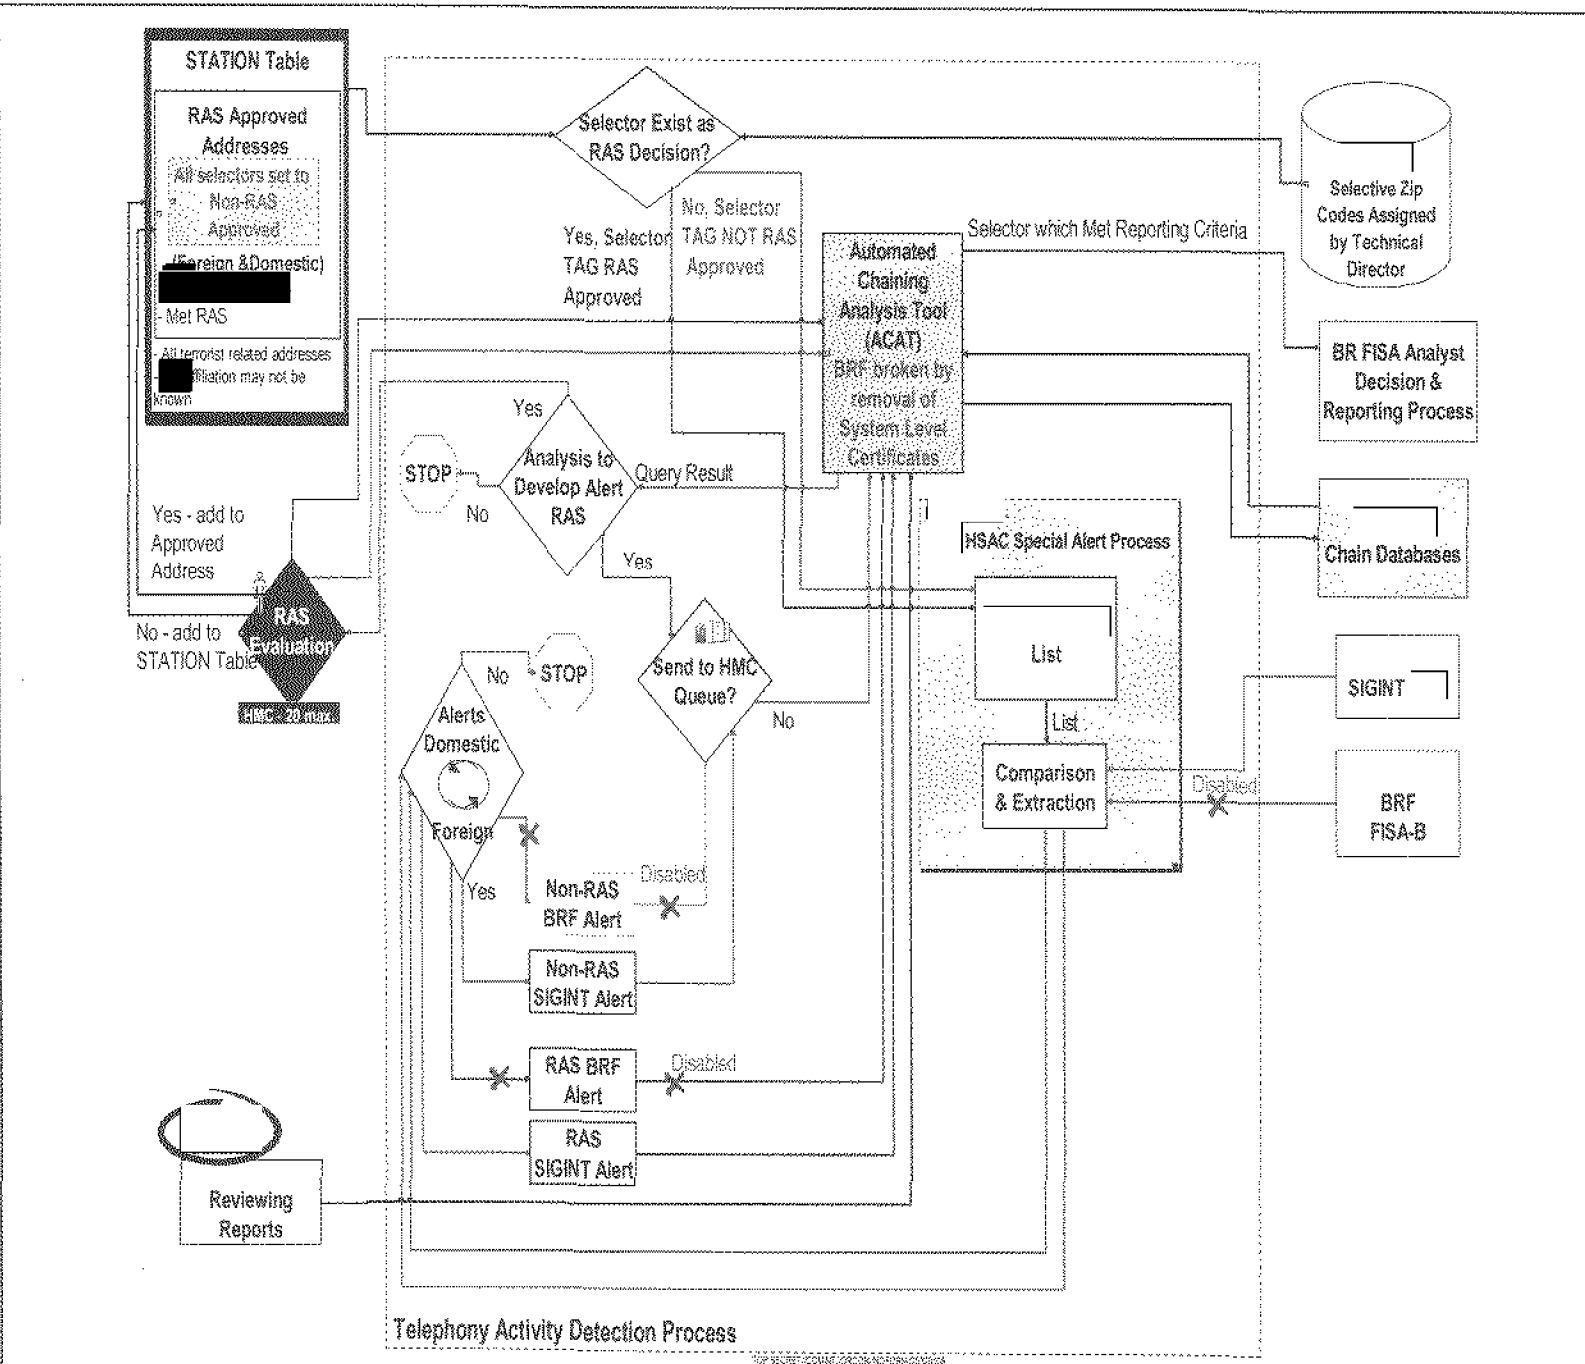 STATION Table
RAS Approved
Addresses
All selectors set to
Non-RAS
Approved
(Foreign &Domestic)
- Met RAS
- All terrorist related addresses
ffiliation may not be
known
Selector Exist as
RAS Decision?
Yes, Selector
TAG RAS
Approved
No, Selector
TAG NOT RAS
Approved
Selective Zip
Codes Assigned
by Technical
Director
Selector which Met Reporting Criteria
Automated
Chaining
Analysis Tool
(ACAT)
BRF broken by
removal of
System Level
Certificates
BR FISA Analyst
Decision &
Reporting Process
Chain Databases
Yes
STOP
No
Analysis to
Develop Alert
RAS
Query Result
Yes
Yes - add to
Approved
Address
RAS
Evaluation
No - add to
STATION Table
HMC - 20 max.
HSAC Special Alert Process
List
List
Comparison
& Extraction
SIGINT
Disabled
BRF
FISA-B
Send to HMC
Queue?
No
No
STOP
Alerts
Domestic
Foreign
Yes
Non-RAS
BRF Alert
Disabled
Non-RAS
SIGINT Alert
RAS BRF
Alert
Disabled
RAS
SIGINT Alert
Reviewing
Reports
Telephony Activity Detection Process